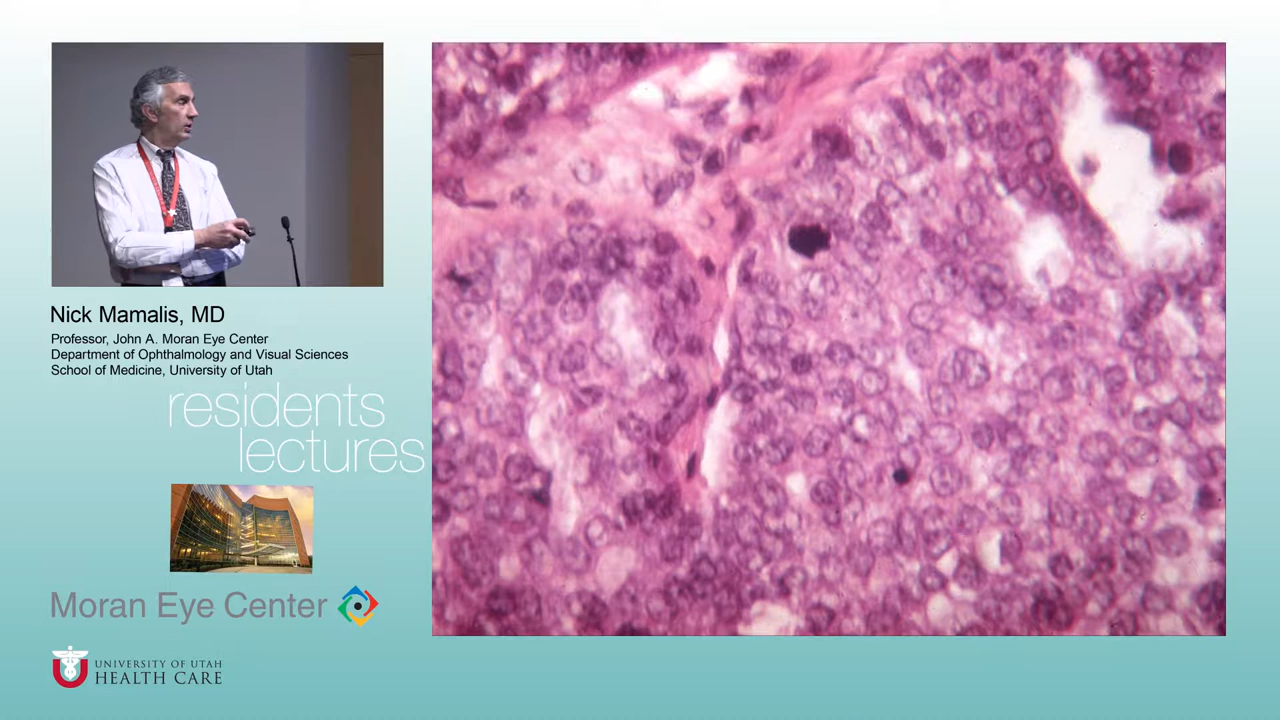 Nick Mamalis, MD
Professor, John A. Moran Eye Center
Department of Ophthalmology and Visual Sciences
School of Medicine, University of Utah
residents
lectures
Moran Eye Center
UNIVERSITY OF UTAH
HEALTH CARE